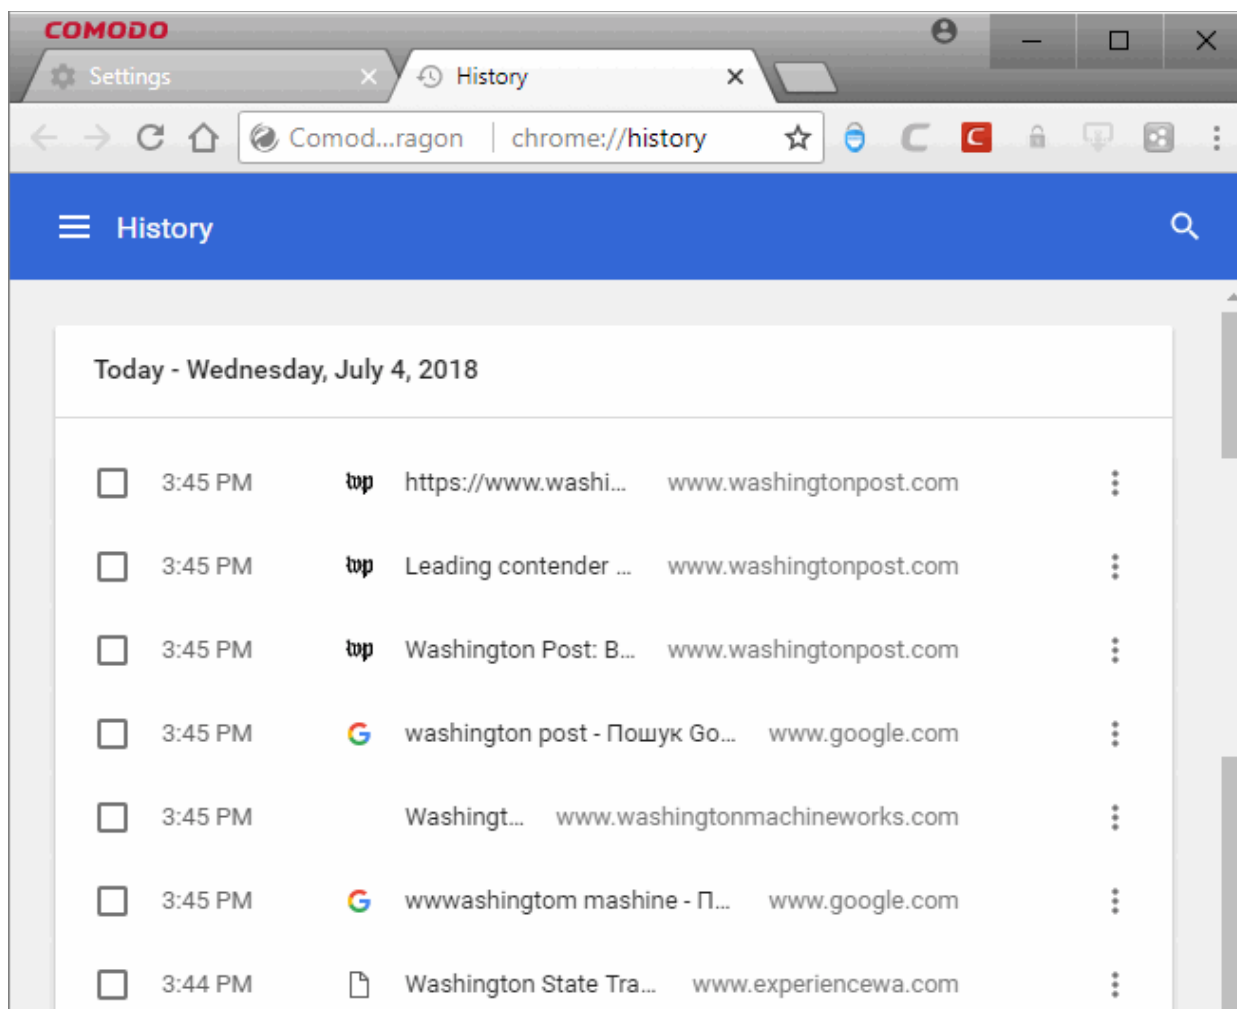 COMODO
Settings
History
Comod...ragon | chrome://history
History
Today - Wednesday, July 4, 2018
3:45 PM wp https://www.washi... www.washingtonpost.com
3:45 PM wp Leading contender ... www.washingtonpost.com
3:45 PM wp Washington Post: B... www.washingtonpost.com
3:45 PM G washington post - Пошук Go... www.google.com
3:45 PM Washingt... www.washingtonmachineworks.com
3:45 PM G wwwashingtom mashine - П... www.google.com
3:44 PM Washington State Tra... www.experiencewa.com